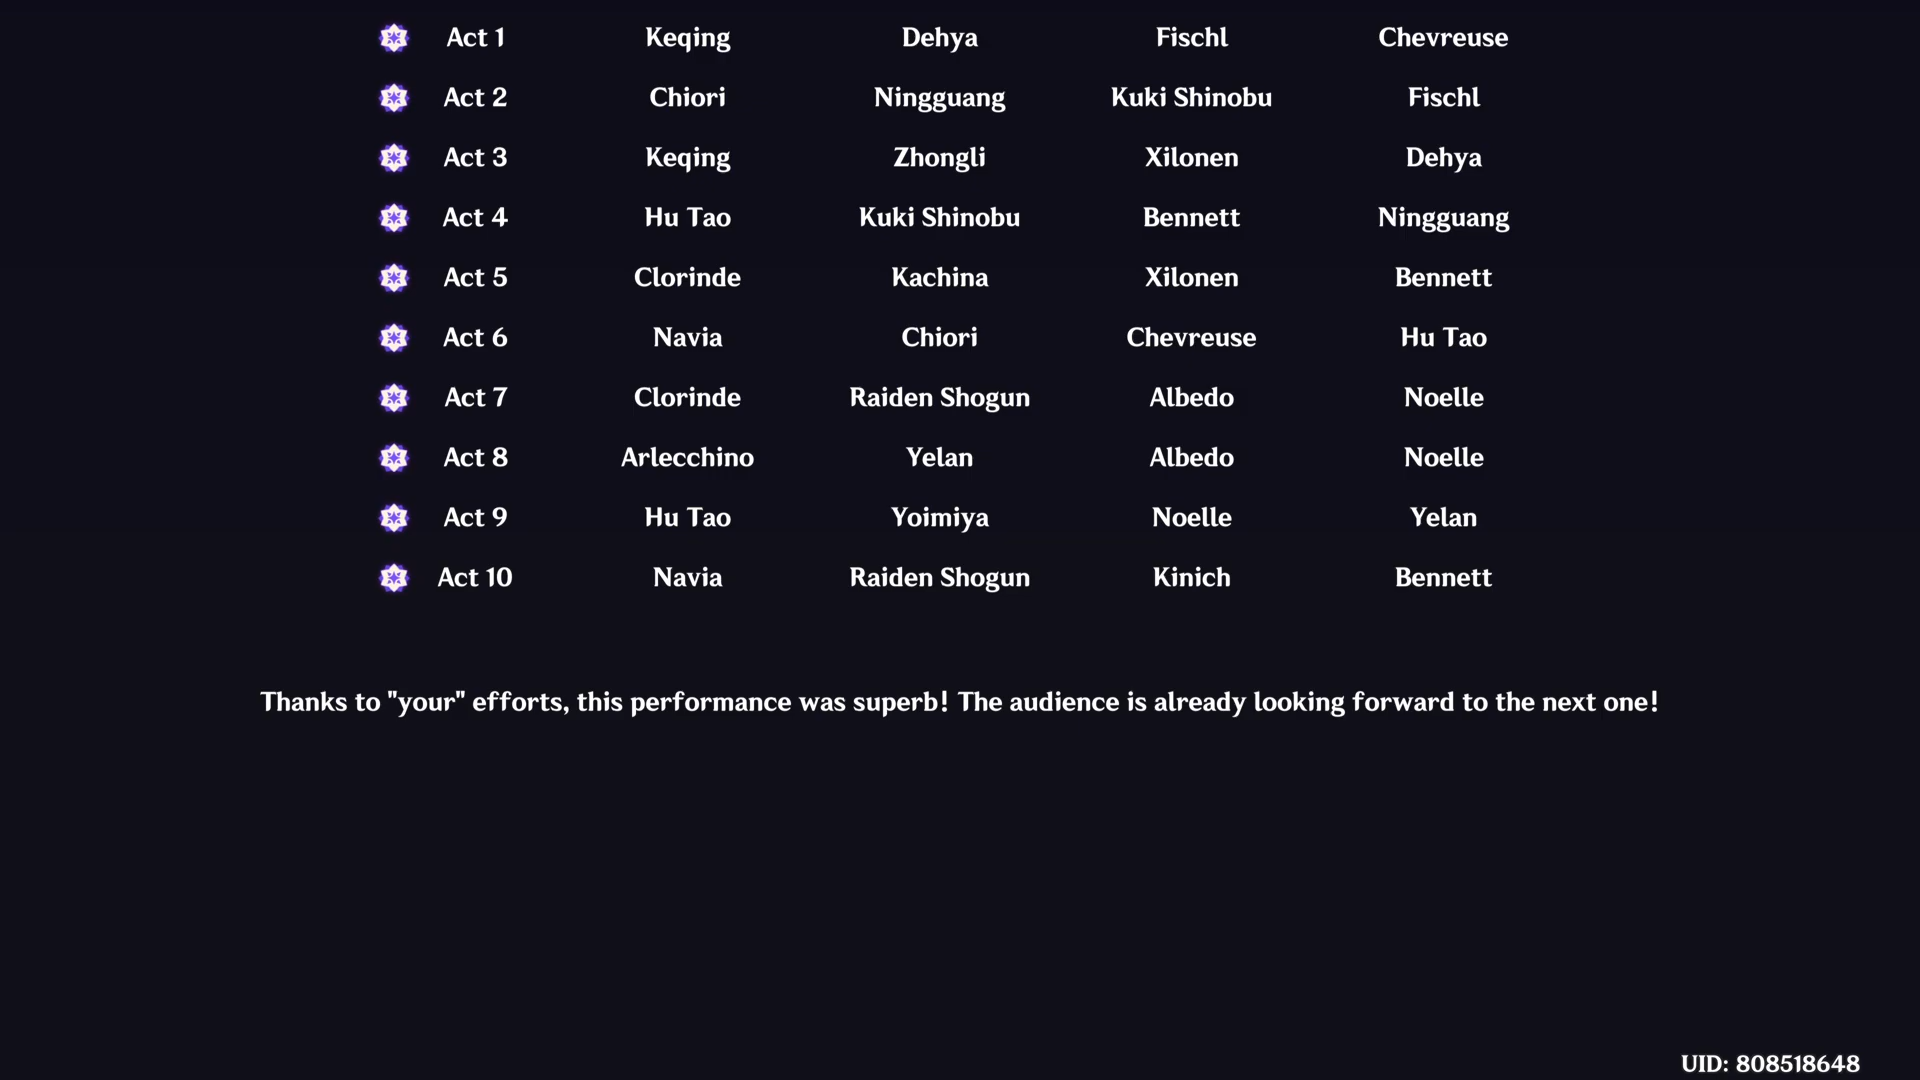 Act 1 Keqing Dehya Fischl Chevreuse
Act 2 Chiori Ningguang Kuki Shinobu Fischl
Act 3 Keqing Zhongli Xilonen Dehya
Act 4 Hu Tao Kuki Shinobu Bennett Ningguang
Act 5 Clorinde Kachina Xilonen Bennett
Act 6 Navia Chiori Chevreuse Hu Tao
Act 7 Clorinde Raiden Shogun Albedo Noelle
Act 8 Arlecchino Yelan Albedo Noelle
Act 9 Hu Tao Yoimiya Noelle Yelan
Act 10 Navia Raiden Shogun Kinich Bennett
Thanks to "your" efforts, this performance was superb! The audience is already looking forward to the next one!
UID: 808518648